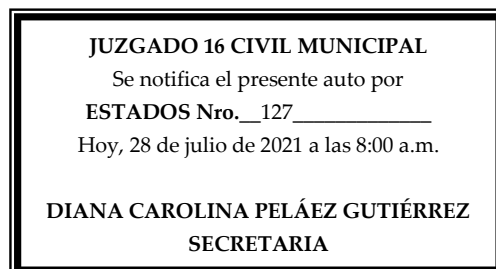 JUZGADO 16 CIVIL MUNICIPAL
Se notifica el presente auto por
ESTADOS Nro.__127_____________
Hoy, 28 de julio de 2021 a las 8:00 a.m.
DIANA CAROLINA PELÁEZ GUTIÉRREZ
SECRETARIA